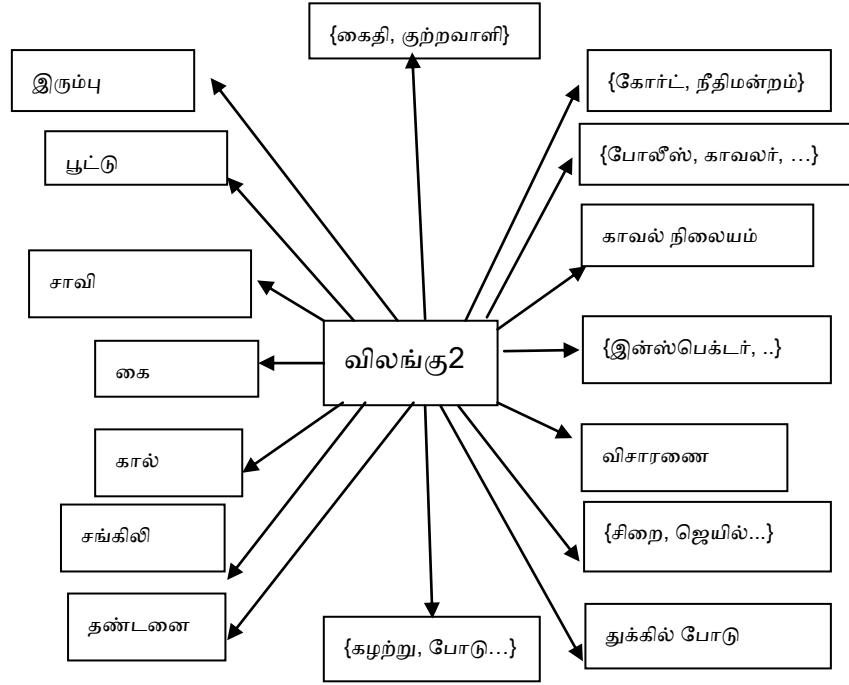 {கைதி, குற்றவாளி}
இரும்பு
{கோர்ட், நீதிமன்றம்}
பூட்டு
{போலீஸ், காவலர், ...}
காவல் நிலையம்
சாவி
விலங்கு2
{இன்ஸ்பெக்டர், ..}
கை
கால்
விசாரணை
சங்கிலி
{சிறை, ஜெயில்...}
தண்டனை
{கழற்று, போடு...}
துக்கில் போடு